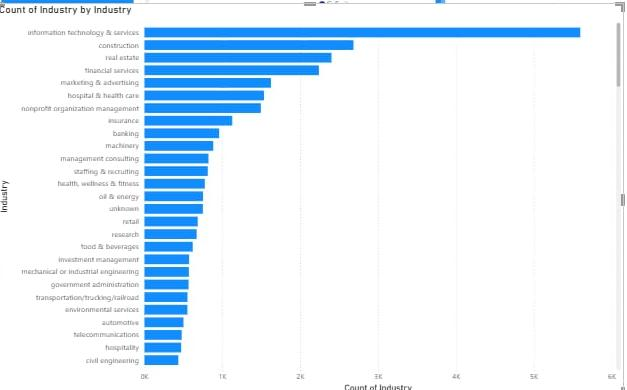 Count of Industry by Industry
information technology & services
construction
real estate
financial services
marketing & advertising
hospital & health care
nonprofit organization management
insurance
banking
machinery
management consulting
staffing & recruiting
health, wellness & fitness
oil & energy
unknown
retail
research
food & beverages
investment management
mechanical or industrial engineering
government administration
transportation/trucking/railroad
environmental services
automotive
telecommunications
hospitality
civil engineering
Industry
0K 1K 2K 3K 4K 5K 6K
Count of Industry